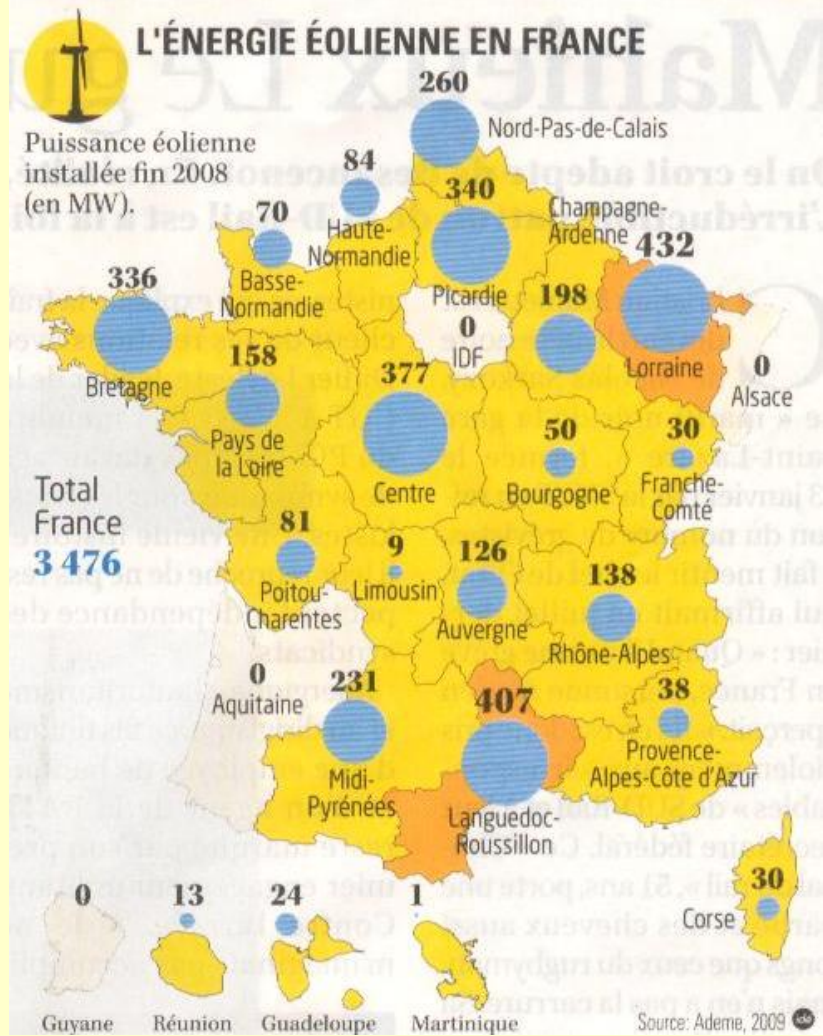 L'ÉNERGIE ÉOLIENNE EN FRANCE
Puissance éolienne
installée fin 2008
(en MW).
260
Nord-Pas-de-Calais
84
Haute-
Normandie
340
Picardie
Champagne-
Ardenne
198
432
Lorraine
70
Basse-
Normandie
336
Bretagne
0
IDF
0
Alsace
158
Pays de
la Loire
377
Centre
50
Bourgogne
30
Franche-
Comté
Total
France
3 476
81
Poitou-
Charentes
9
Limousin
126
Auvergne
138
Rhône-Alpes
0
Aquitaine
231
Midi-
Pyrénées
407
Languedoc-
Roussillon
38
Provence-
Alpes-Côte d'Azur
30
Corse
0
Guyane
13
Réunion
24
Guadeloupe
1
Martinique
Source: Ademe, 2009
idé